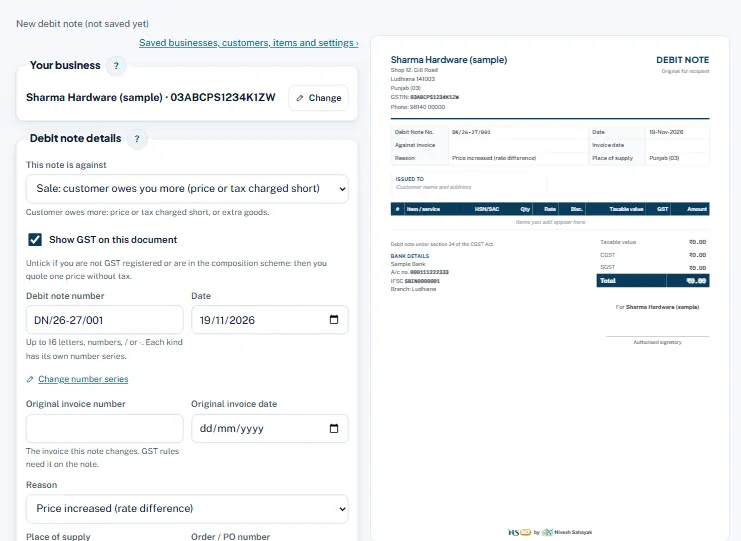 New debit note (not saved yet)
Saved businesses, customers, items and settings ›
Your business ?
Sharma Hardware (sample) · 03ABCPS1234K1ZW
Change
Debit note details ?
This note is against
Sale: customer owes you more (price or tax charged short)
Customer owes more: price or tax charged short, or extra goods.
Show GST on this document
Untick if you are not GST registered or are in the composition scheme: then you
quote one price without tax.
Debit note number
Date
DN/26-27/001
19/11/2026
Up to 16 letters, numbers, / or -. Each kind
has its own number series.
Change number series
Original invoice number
Original invoice date
dd/mm/yyyy
The invoice this note changes. GST rules
need it on the note.
Reason
Price increased (rate difference)
Place of supply
Order / PO number
Sharma Hardware (sample)
DEBIT NOTE
Shop 12, Gill Road
Original for recipient
Ludhiana 141003
Punjab (03)
GSTIN: 03ABCPS1234K1ZW
Phone: 98140 00000
Debit Note No. DN/26-27/001 Date 19-Nov-2026
Against invoice Invoice date
Reason Price increased (rate difference) Place of supply Punjab (03)
ISSUED TO
Customer name and address
# Item / service HSN/SAC Qty Rate Disc. Taxable value GST Amount
Items you add appear here
Debit note under section 34 of the CGST Act.
Taxable value ₹0.00
BANK DETAILS
CGST ₹0.00
Sample Bank
A/c no. 000111222333
SGST ₹0.00
IFSC SBIN0000001
Total ₹0.00
Branch: Ludhiana
For Sharma Hardware (sample)
Authorised signatory
by Nivesh Sahayak